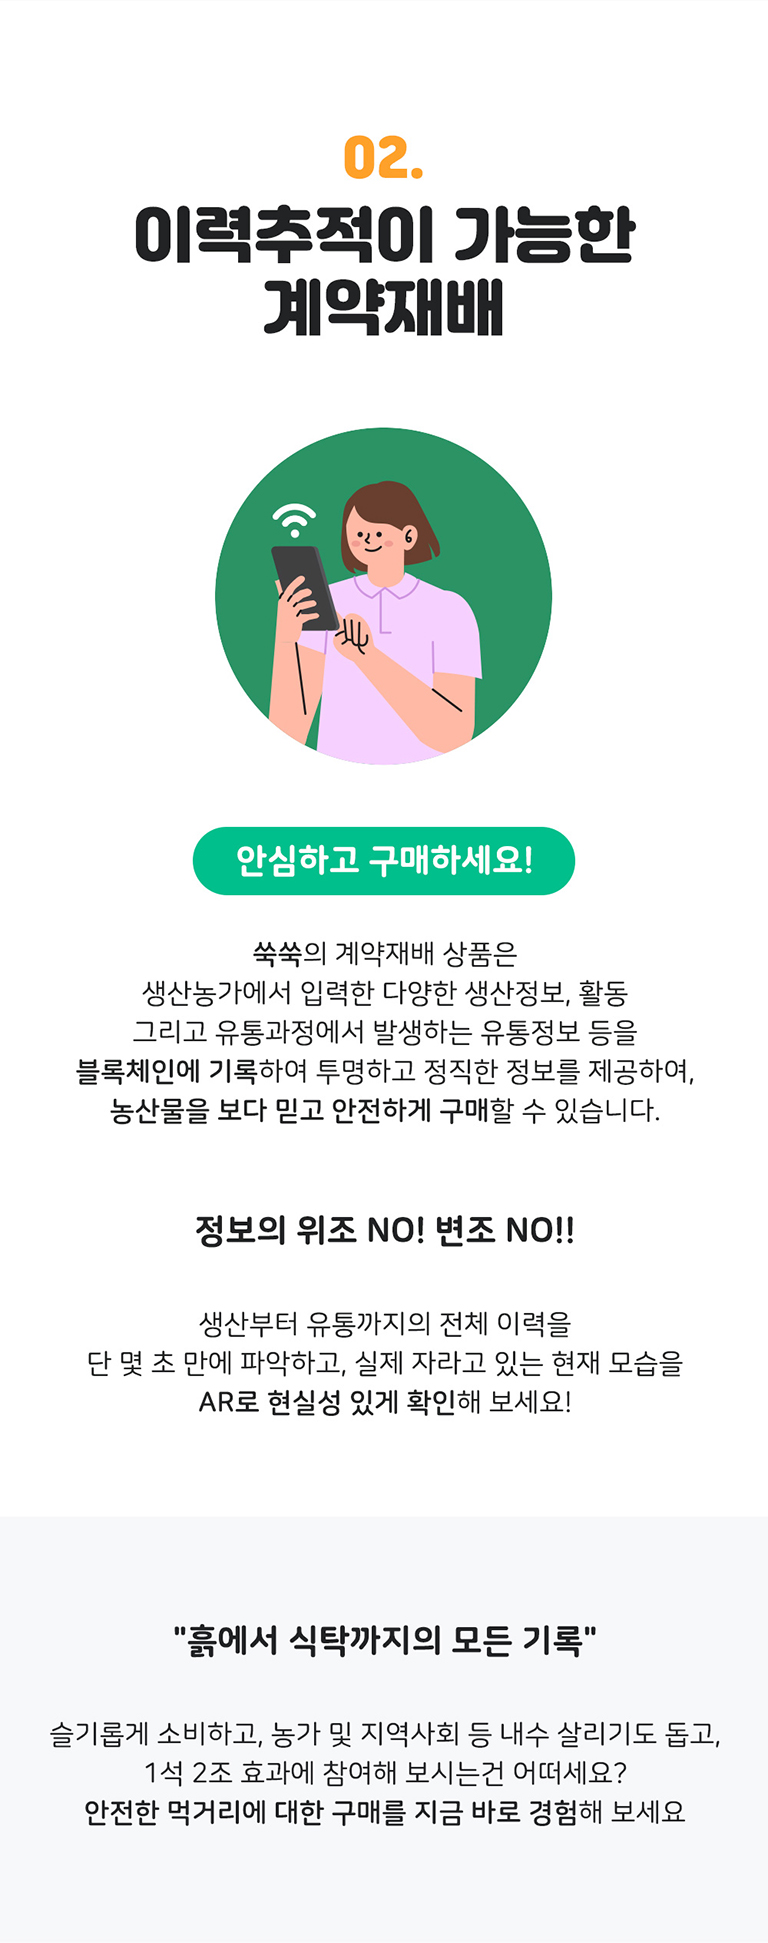 02.
이력추적이 가능한
계약재배
안심하고 구매하세요!
쑥쑥의 계약재배 상품은
생산농가에서 입력한 다양한 생산정보, 활동
그리고 유통과정에서 발생하는 유통정보 등을
블록체인에 기록하여 투명하고 정직한 정보를 제공하여,
농산물을 보다 믿고 안전하게 구매할 수 있습니다.
정보의 위조 NO! 변조 NO!!
생산부터 유통까지의 전체 이력을
단 몇 초 만에 파악하고, 실제 자라고 있는 현재 모습을
AR로 현실성 있게 확인해 보세요!
"흙에서 식탁까지의 모든 기록"
슬기롭게 소비하고, 농가 및 지역사회 등 내수 살리기도 돕고,
1석 2조 효과에 참여해 보시는건 어떠세요?
안전한 먹거리에 대한 구매를 지금 바로 경험해 보세요